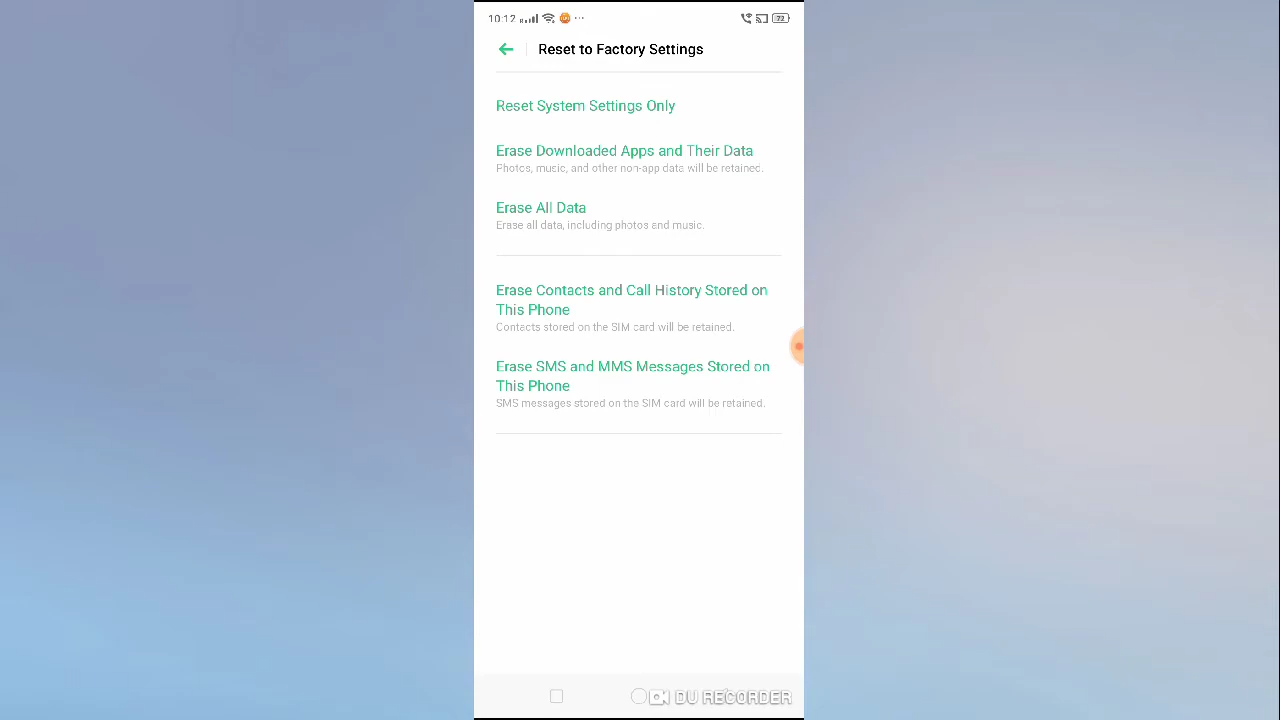 10:12
72
Reset to Factory Settings
Reset System Settings Only
Erase Downloaded Apps and Their Data
Photos, music, and other non-app data will be retained.
Erase All Data
Erase all data, including photos and music.
Erase Contacts and Call History Stored on
This Phone
Contacts stored on the SIM card will be retained.
Erase SMS and MMS Messages Stored on
This Phone
SMS messages stored on the SIM card will be retained.
DU RECORDER